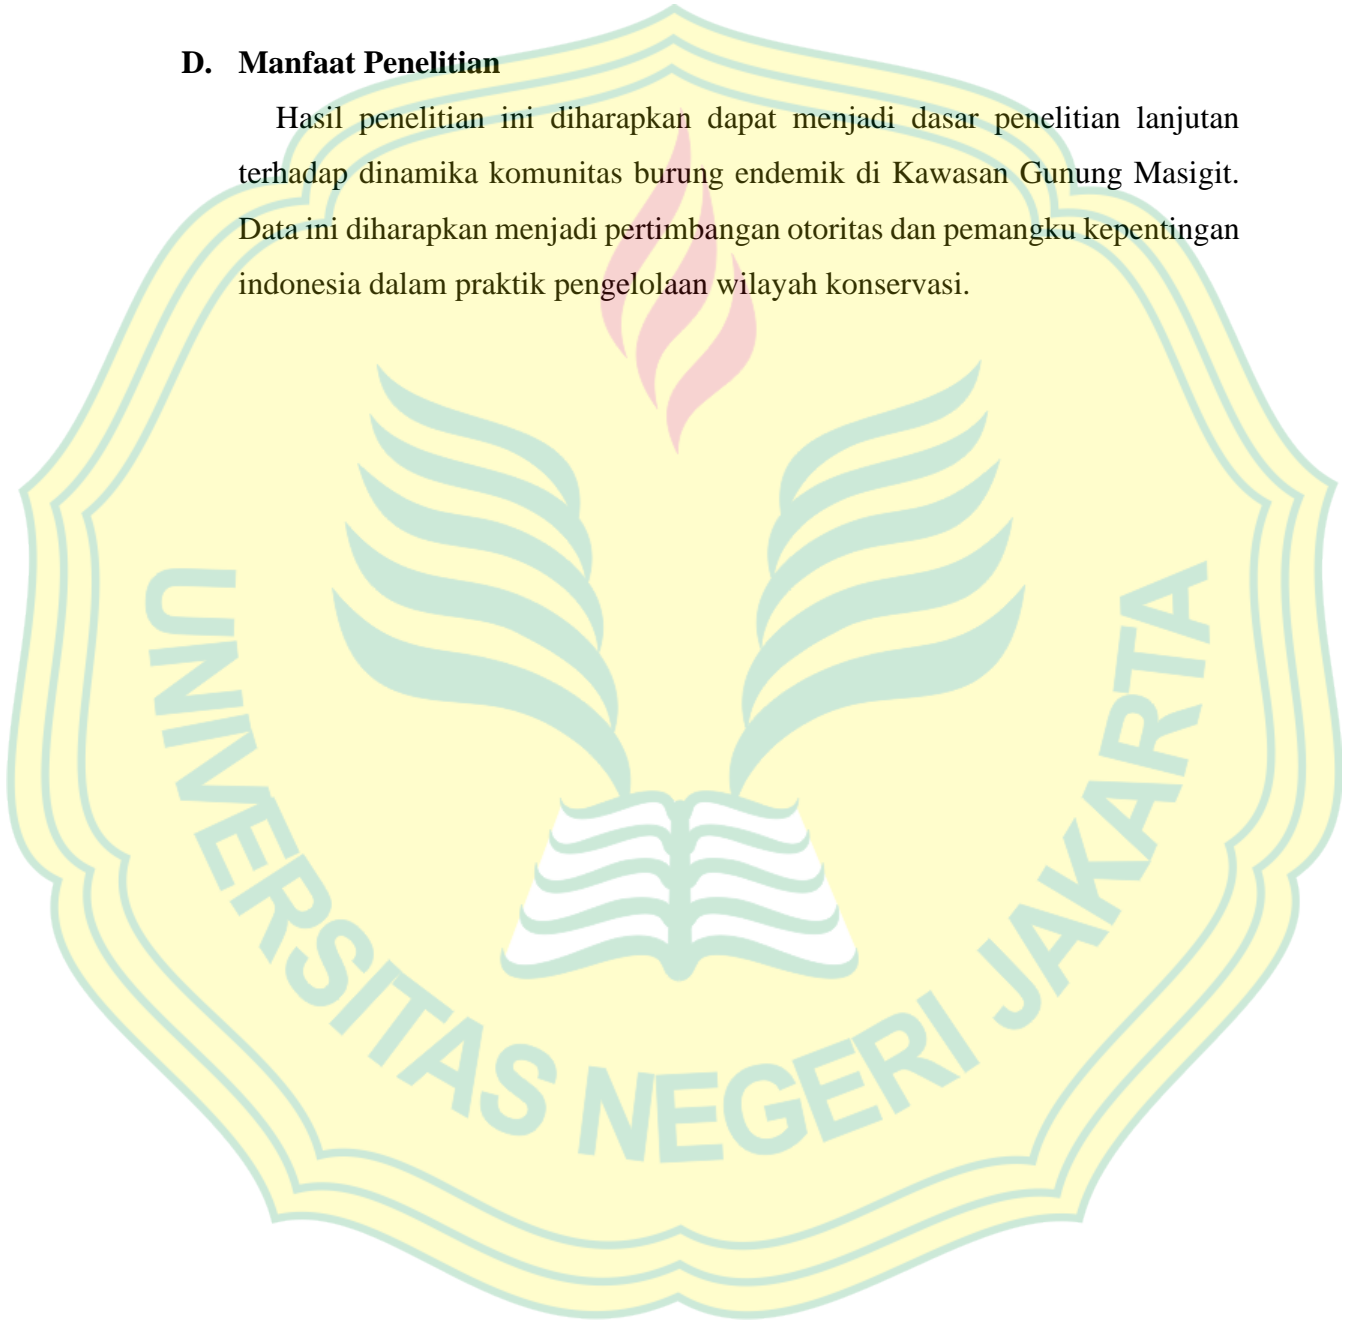 D. Manfaat Penelitian
Hasil penelitian ini diharapkan dapat menjadi dasar penelitian lanjutan
terhadap dinamika komunitas burung endemik di Kawasan Gunung Masigit.
Data ini diharapkan menjadi pertimbangan otoritas dan pemangku kepentingan
indonesia dalam praktik pengelolaan wilayah konservasi.
UNIVERSITAS NEGERI JAKARTA